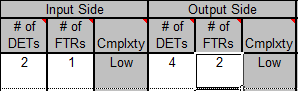 Input Side Output Side
# of DETs # of FTRs Cmplxty # of DETs # of FTRs Cmplxty
2 1 Low 4 2 Low